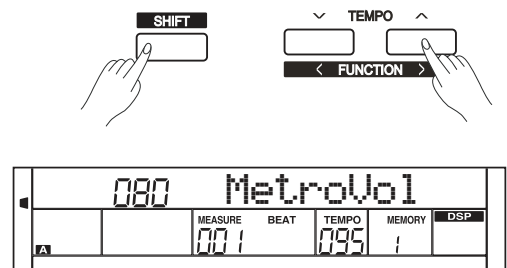 SHIFT
TEMPO
< FUNCTION >
080 MetroVol
MEASURE BEAT TEMPO MEMORY DSP
A 001 095 1